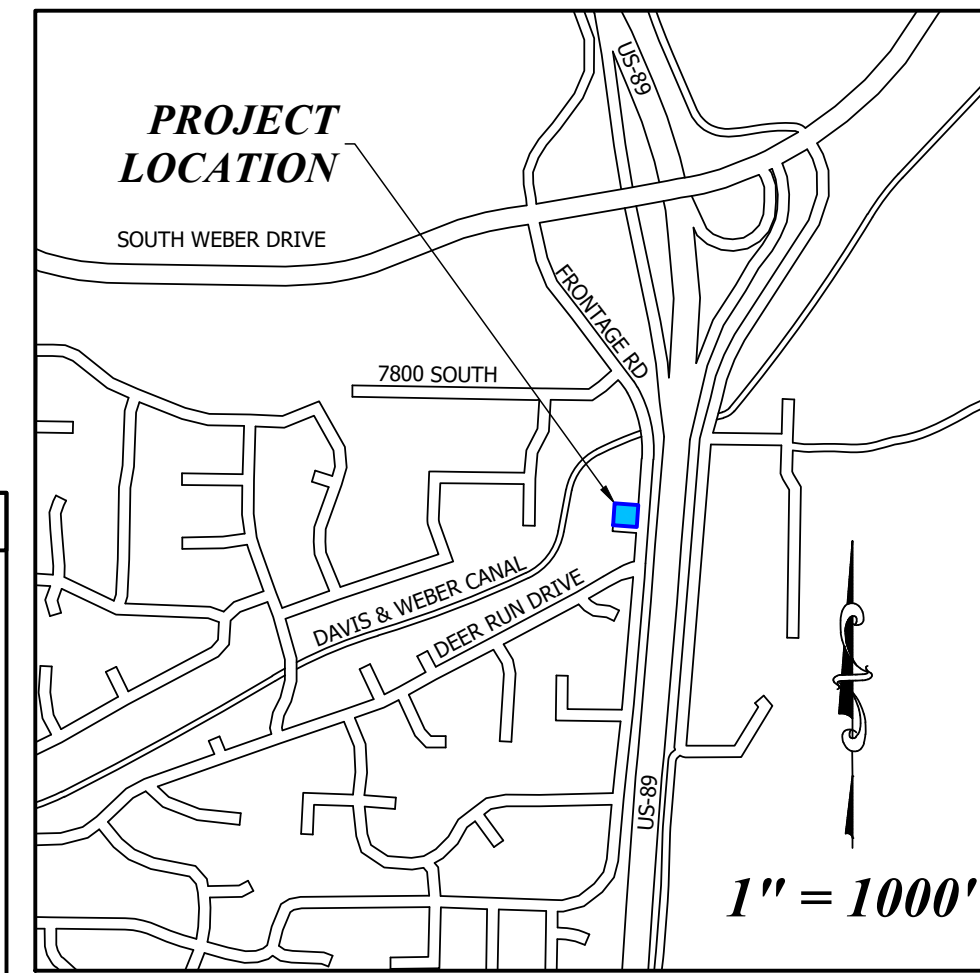 US-89
PROJECT
LOCATION
SOUTH WEBER DRIVE
FRONTAGE RD
7800 SOUTH
DAVIS & WEBER CANAL
DEER RUN DRIVE
US-89
1" = 1000'